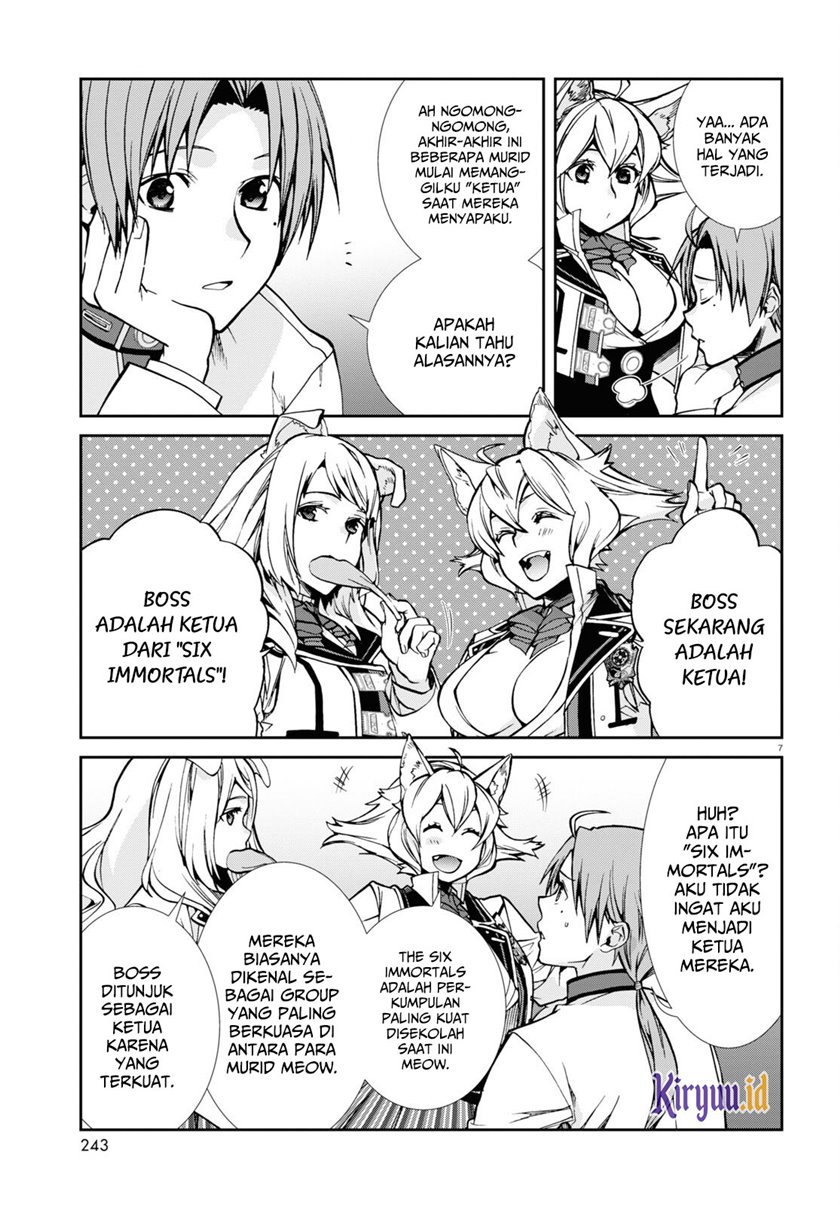 YAA... ADA
BANYAK
HAL YANG
TERJADI.
AH NGOMONG-
NGOMONG,
AKHIR-AKHIR INI
BEBERAPA MURID
MULAI MEMANG-
GILKU "KETUA"
SAAT MEREKA
MENYAPAKU.
APAKAH
KALIAN TAHU
ALASANNYA?
BOSS
SEKARANG
ADALAH
KETUA!
BOSS
ADALAH KETUA
DARI "SIX
IMMORTALS"!
7
HUH?
APA ITU
"SIX IM-
MORTALS"?
AKU TIDAK
INGAT AKU
MENJADI
KETUA
MEREKA.
THE SIX
IMMORTALS
ADALAH PER-
KUMPULAN
PALING KUAT
DISEKOLAH
SAAT INI
MEOW.
MEREKA
BIASANYA
DIKENAL SE-
BAGAI GROUP
YANG PALING
BERKUASA DI
ANTARA PARA
MURID MEOW.
BOSS
DITUNJUK
SEBAGAI
KETUA
KARENA
YANG
TERKUAT.
Kiryuu.id
243